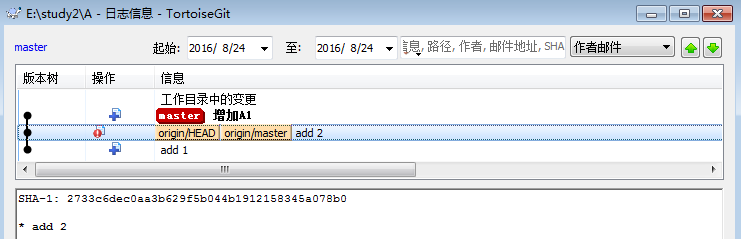 E:\study2\A - 日志信息 - TortoiseGit
master 起始: 2016/ 8/24 至: 2016/ 8/24 信息, 路径, 作者, 邮件地址, SHA 作者邮件
版本树 操作 信息
工作目录中的变更
master 增加A1
origin/HEAD origin/master add 2
add 1
SHA-1: 2733c6dec0aa3b629f5b044b1912158345a078b0
* add 2